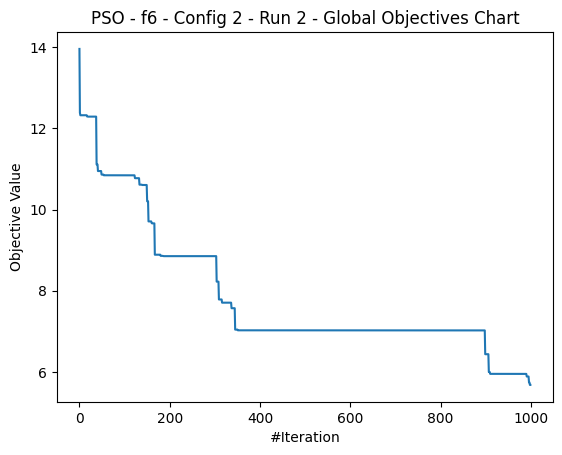 PSO - f6 - Config 2 - Run 2 - Global Objectives Chart
14
12
10
8
6
Objective Value
0 200 400 600 800 1000
#Iteration